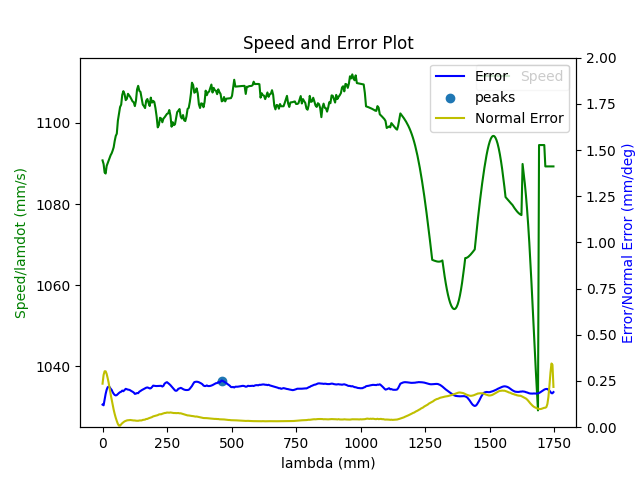 Speed and Error Plot
Speed/lamdot (mm/s)
1100
1080
1060
1040
Error
Speed
peaks
Normal Error
2.00
1.75
1.50
1.25
1.00
0.75
0.50
0.25
0.00
Error/Normal Error (mm/deg)
0
250
500
750
1000
1250
1500
1750
lambda (mm)